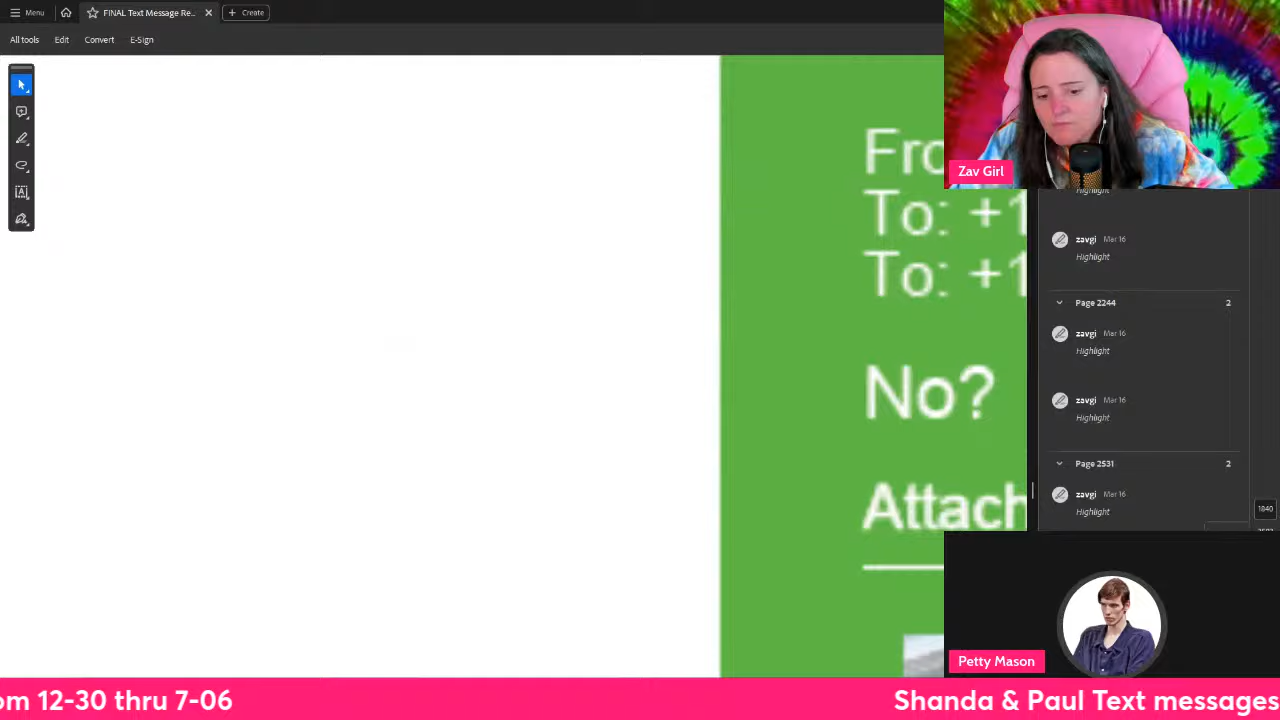 Menu
FINAL Text Message Re...
Create
All tools
Edit
Convert
E-Sign
To: +1
To: +1
No?
Attach
Zav Girl
Highlight
zavgi Mar 16
Highlight
Page 2244 2
zavgi Mar 16
Highlight
zavgi Mar 16
Highlight
Page 2531 2
zavgi Mar 16
Highlight
1840
Petty Mason
om 12-30 thru 7-06
Shanda & Paul Text messages